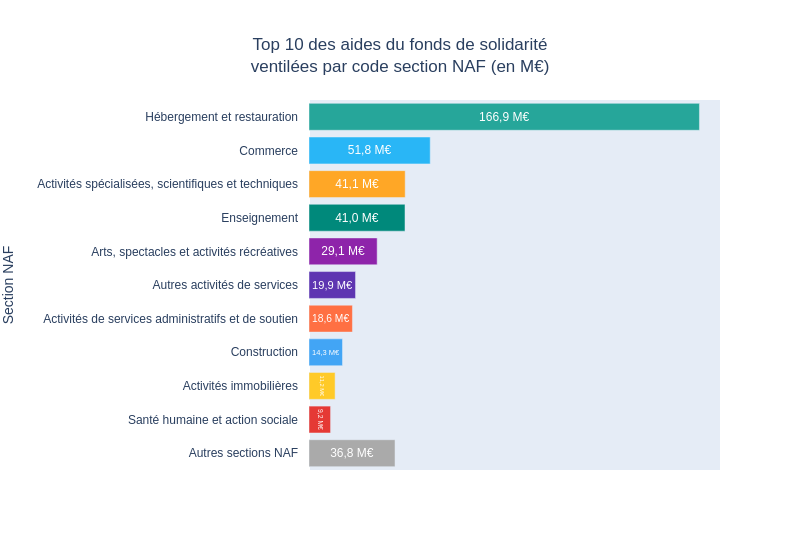 Top 10 des aides du fonds de solidarité
ventilées par code section NAF (en M€)
Section NAF
Hébergement et restauration 166,9 M€
Commerce 51,8 M€
Activités spécialisées, scientifiques et techniques 41,1 M€
Enseignement 41,0 M€
Arts, spectacles et activités récréatives 29,1 M€
Autres activités de services 19,9 M€
Activités de services administratifs et de soutien 18,6 M€
Construction 14,3 M€
Activités immobilières
Santé humaine et action sociale 9,2 M€
Autres sections NAF 36,8 M€